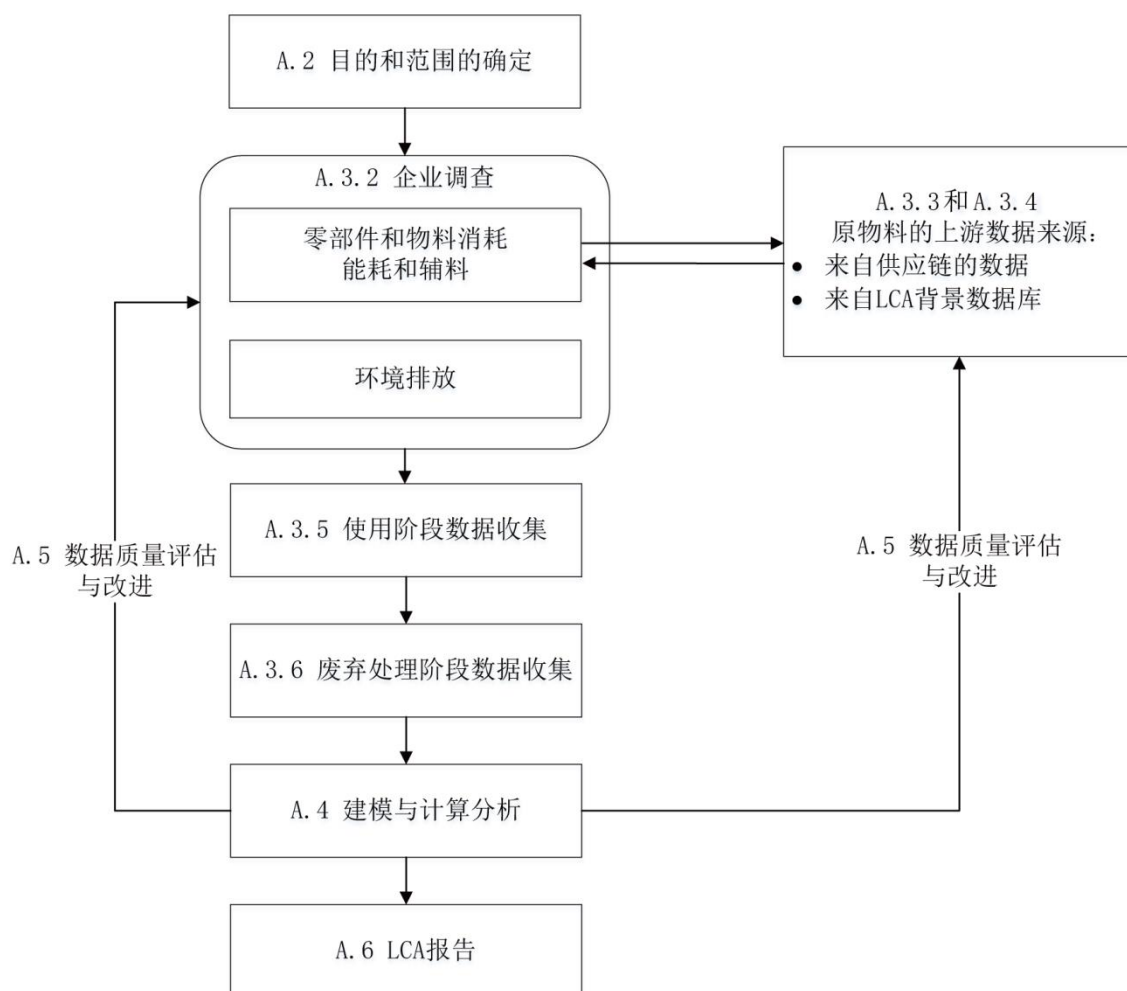 A.2 目的和范围的确定
A.3.2 企业调查
零部件和物料消耗
能耗和辅料
环境排放
A.3.3和A.3.4
原物料的上游数据来源：
● 来自供应链的数据
● 来自LCA背景数据库
A.3.5 使用阶段数据收集
A.5 数据质量评估
与改进
A.5 数据质量评估
与改进
A.3.6 废弃处理阶段数据收集
A.4 建模与计算分析
A.6 LCA报告